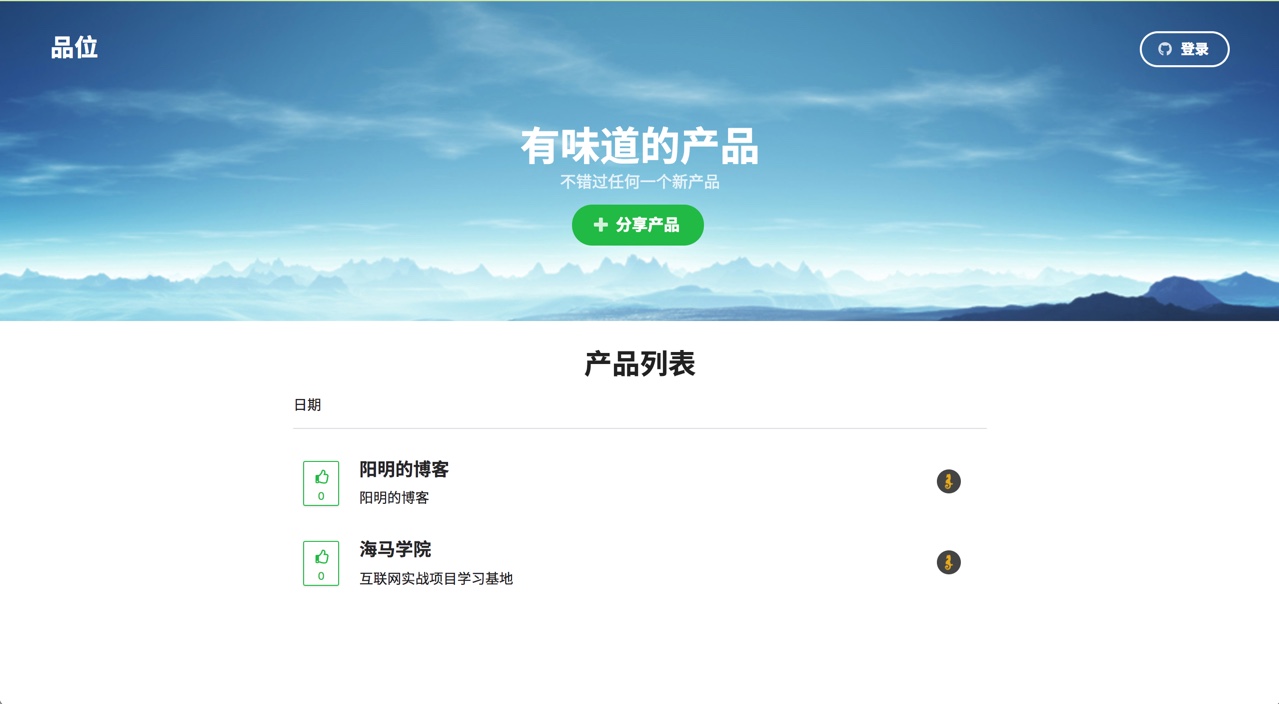 品位
登录
有味道的产品
不错过任何一个新产品
分享产品
产品列表
日期
阳明的博客
0
阳明的博客
海马学院
0
互联网实战项目学习基地